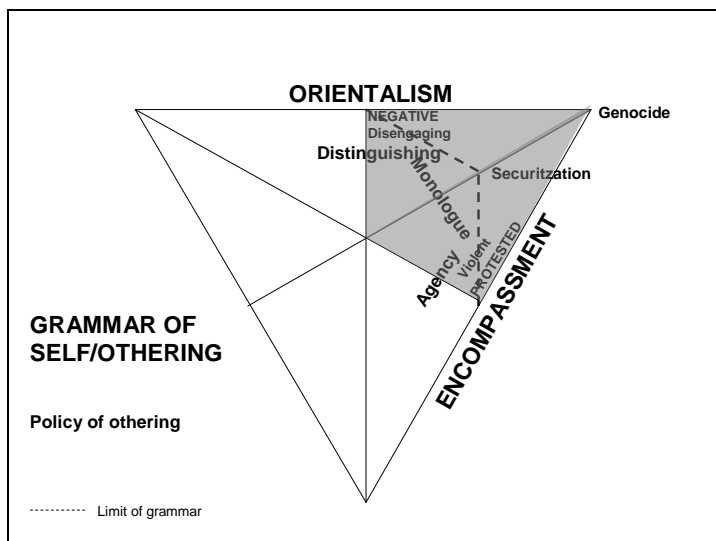 ORIENTALISM
NEGATIVE
Disengaging
Distinguishing
Genocide
Monologue
Securitzation
Agency
Violent
PROTESTED
ENCOMPASSMENT
GRAMMAR OF
SELF/OTHERING
Policy of othering
Limit of grammar